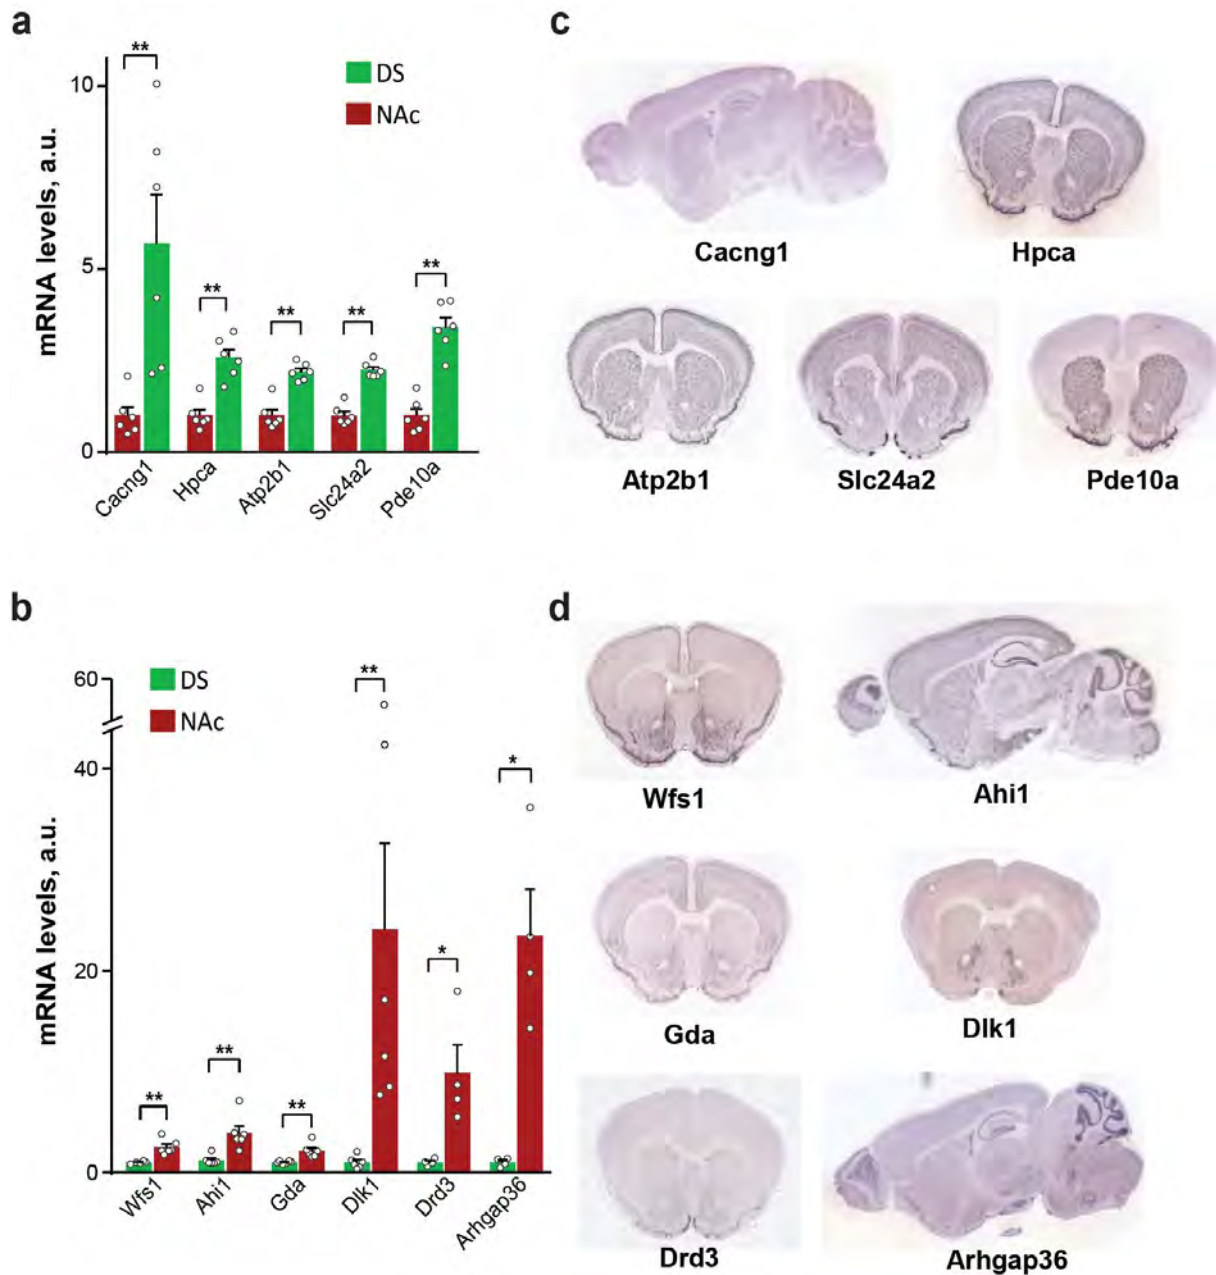 a
mRNA levels, a.u.
10
5
0
**
**
**
**
**
DS
NAc
Cacng1
Hpca
Atp2b1
Slc24a2
Pde10a
c
Cacng1
Hpca
Atp2b1
Slc24a2
Pde10a
b
mRNA levels, a.u.
60
40
20
0
DS
NAc
**
**
**
**
*
*
Wfs1
Ahi1
Gda
Dlk1
Drd3
Arhgap36
d
Wfs1
Ahi1
Gda
Dlk1
Drd3
Arhgap36